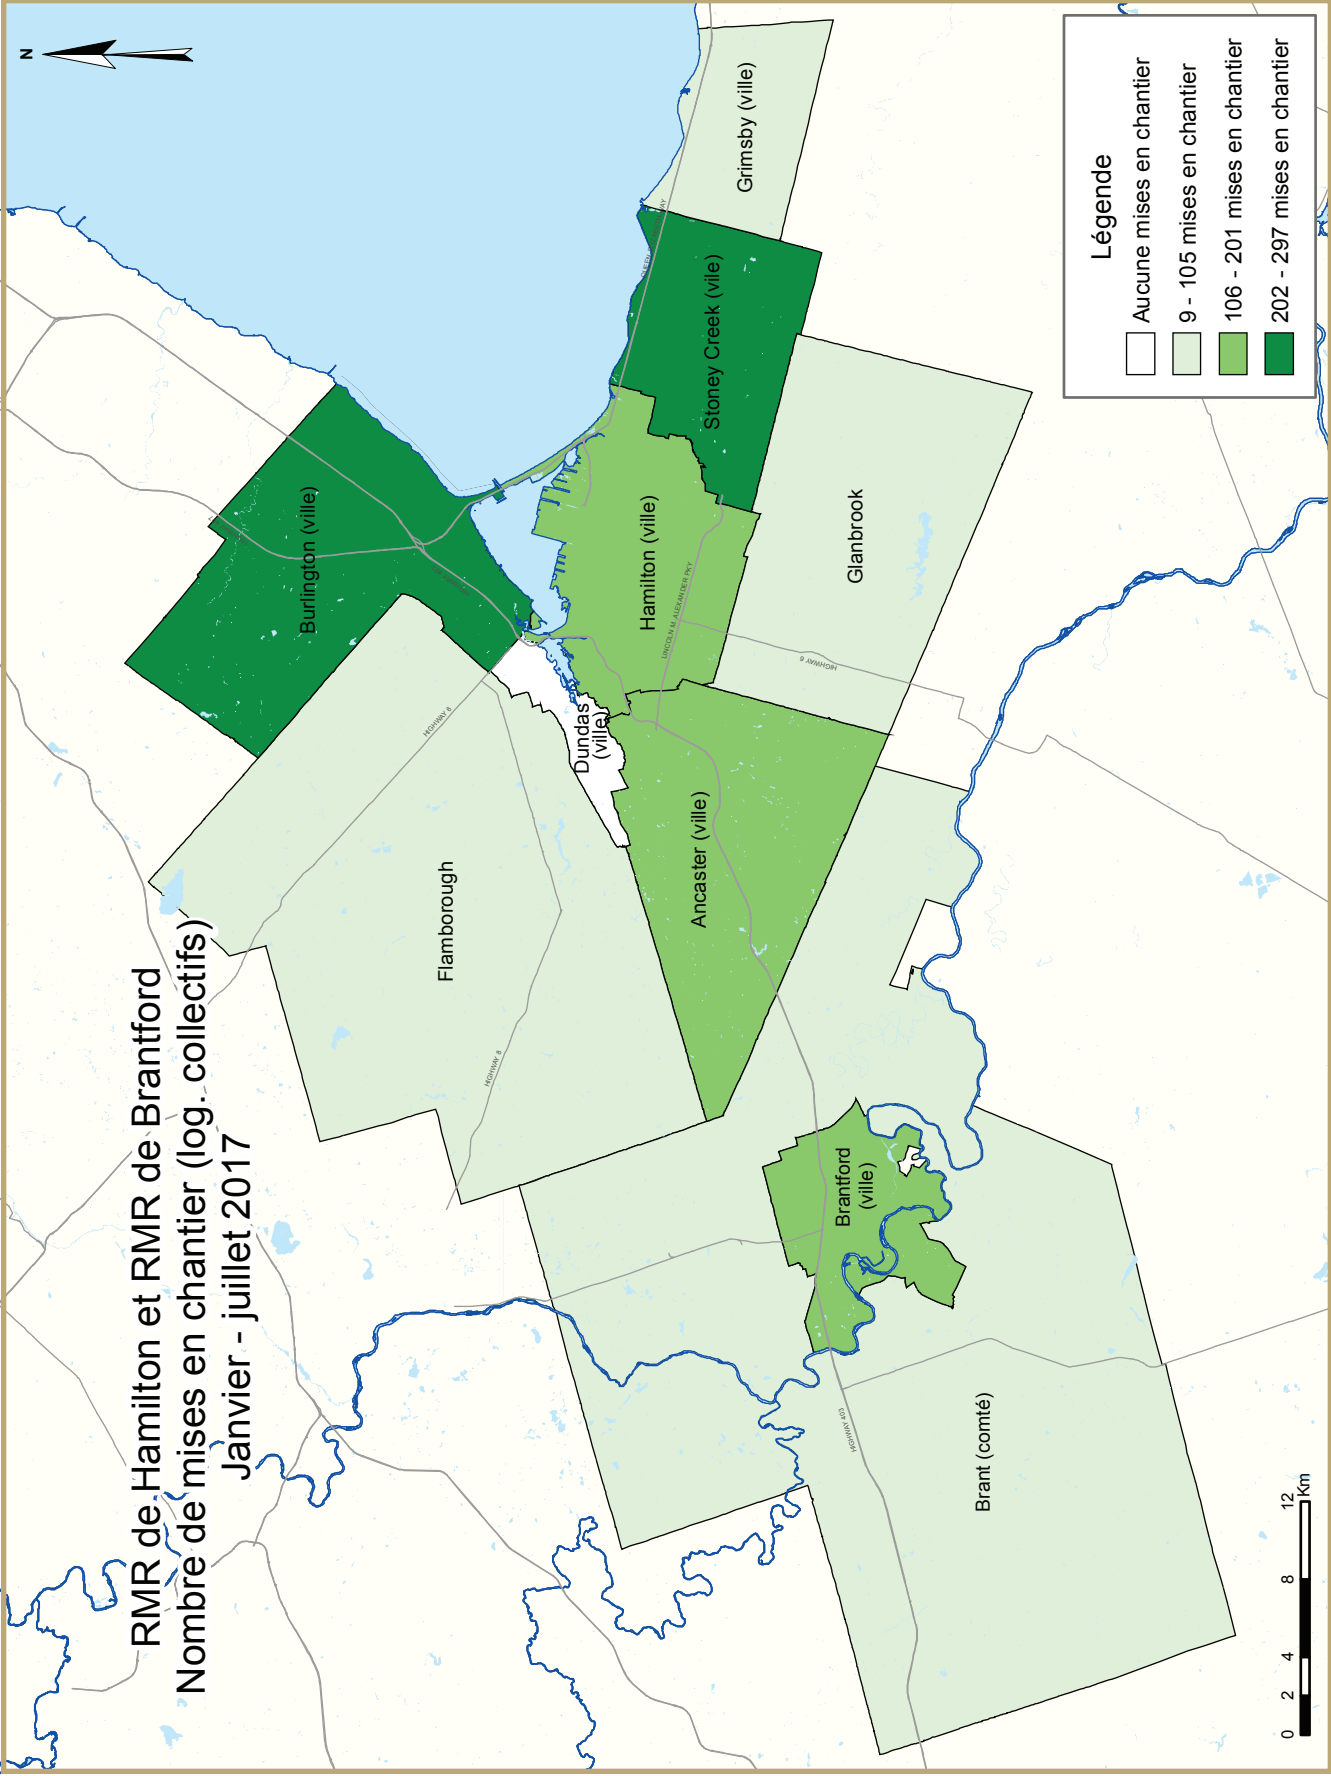 RMR de Hamilton et RMR de Brantford
Nombre de mises en chantier (log. collectifs)
Janvier - juillet 2017
N
Burlington (ville)
Flamborough
Dundas
(ville)
Hamilton (ville)
Stoney Creek (vile)
Grimsby (ville)
Ancaster (ville)
Glanbrook
Brantford
(ville)
Brant (comté)
HIGHWAY 6
HIGHWAY 8
LINCOLN M. ALEXANDER PKY
HIGHWAY 6
HIGHWAY 403
Légende
Aucune mises en chantier
9 - 105 mises en chantier
106 - 201 mises en chantier
202 - 297 mises en chantier
0 2 4 8 12
Km